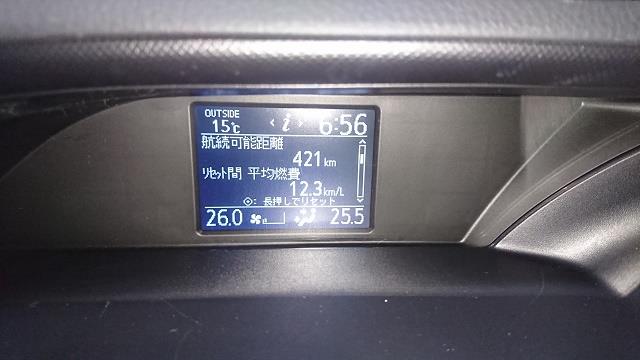 OUTSIDE
15℃ < i > 6:56
航続可能距離
421 km
リセット間 平均燃費
12.3 km/L
◎: 長押しでリセット
26.0 25.5